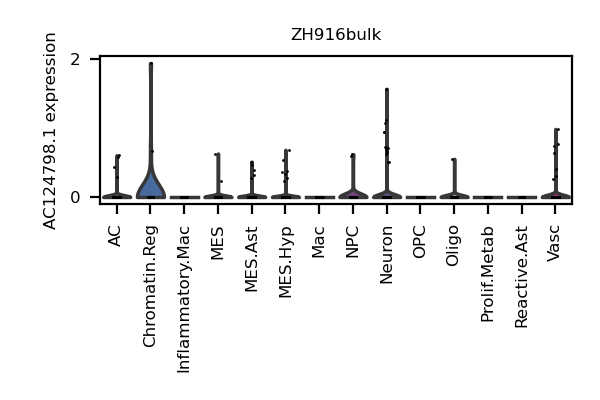 ZH916bulk
AC124798.1 expression
2
0
AC
Chromatin.Reg
Inflammatory.Mac
MES
MES.Ast
MES.Hyp
Mac
NPC
Neuron
OPC
Oligo
Prolif.Metab
Reactive.Ast
Vasc